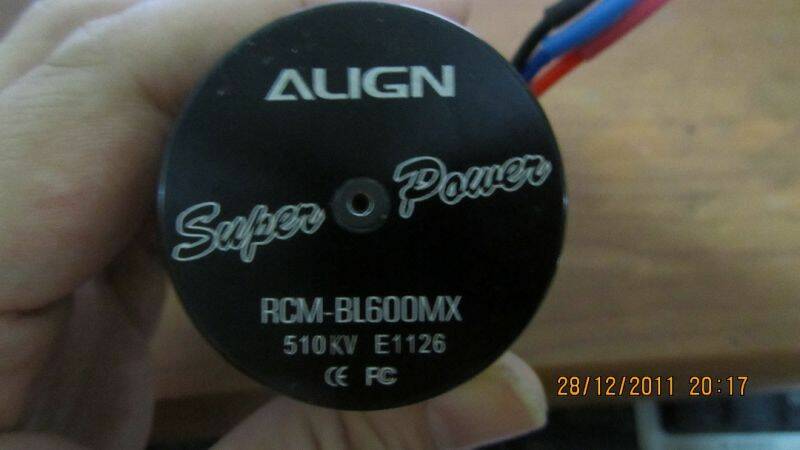 ALIGN
Super Power
RCM-BL600MX
510KV E1126
CE FC
28/12/2011 20:17